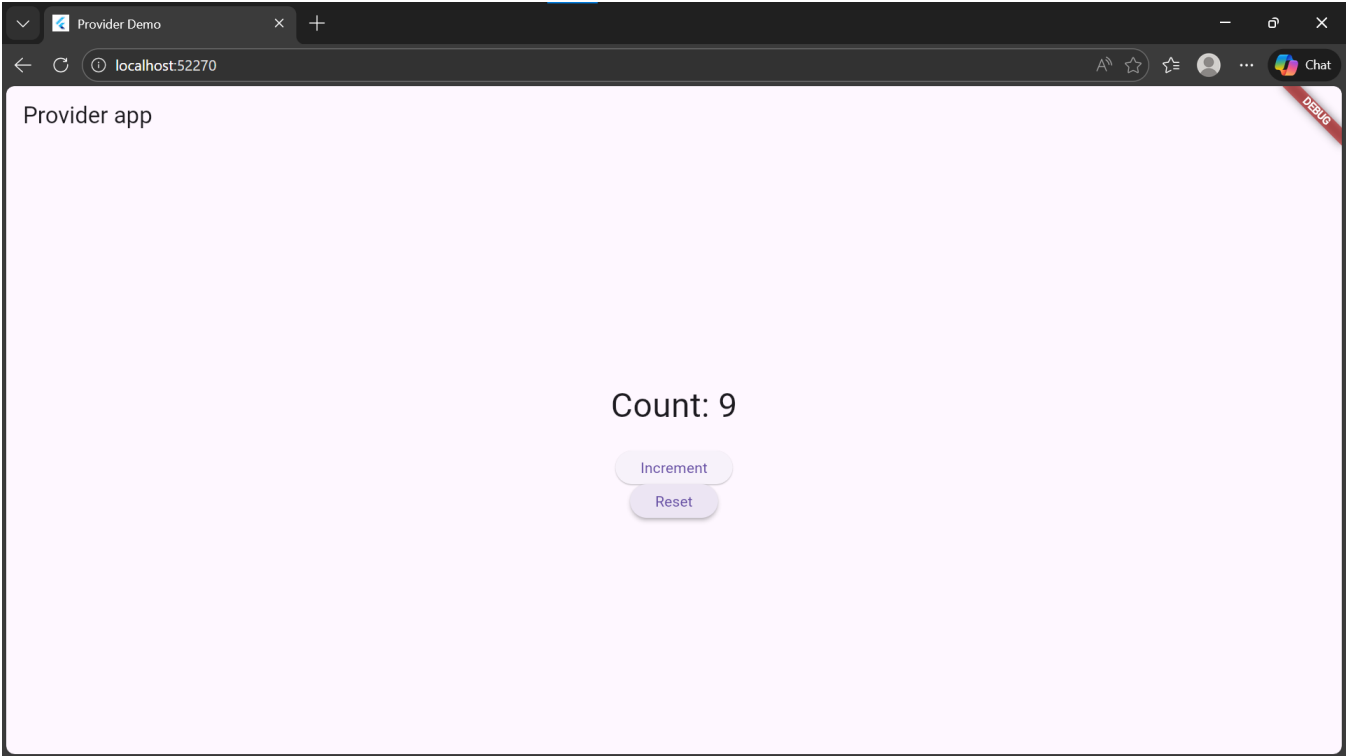 Provider Demo
localhost:52270
Chat
Provider app
DEBUG
Count: 9
Increment
Reset